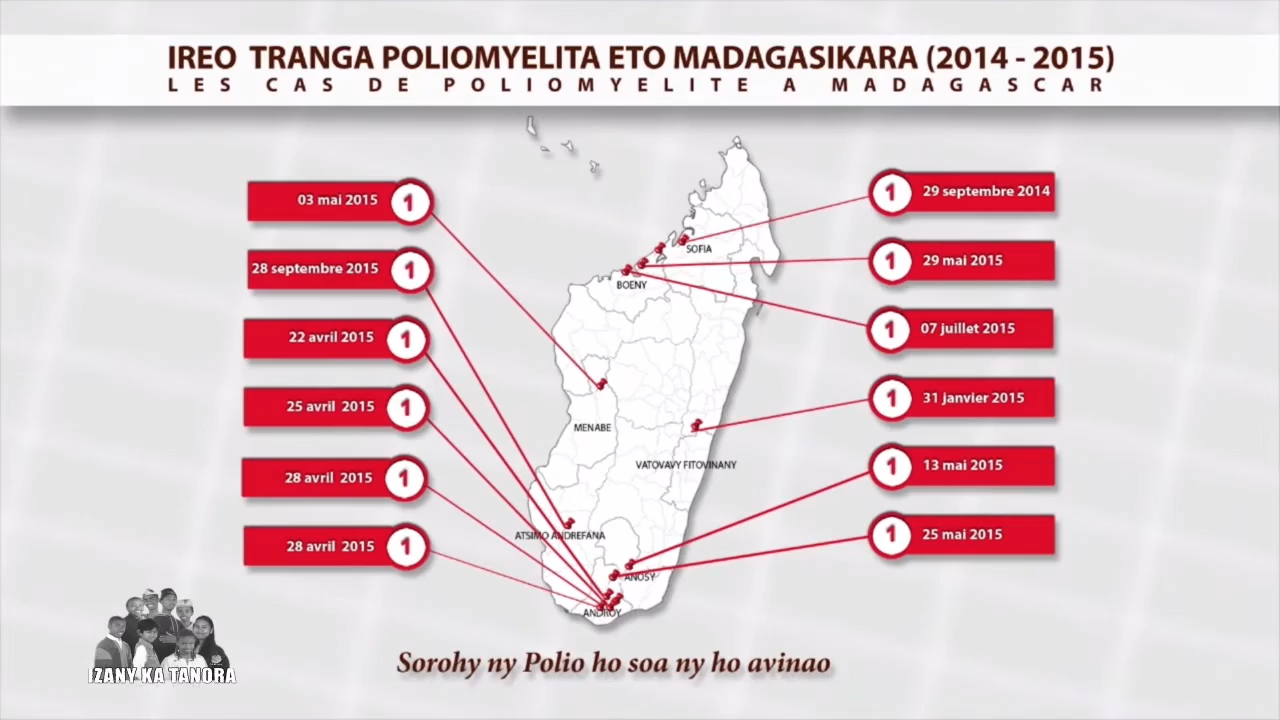 IREO TRANGA POLIOMYELITA ETO MADAGASIKARA (2014 - 2015)
LES CAS DE POLIOMYELITE A MADAGASCAR
03 mai 2015 1
28 septembre 2015 1
22 avril 2015 1
25 avril 2015 1
28 avril 2015 1
28 avril 2015 1
1 29 septembre 2014
1 29 mai 2015
1 07 juillet 2015
1 31 janvier 2015
1 13 mai 2015
1 25 mai 2015
SOFIA
BOENY
MENABE
VATOVAVY FITOVINANY
ATSIMO ANDREFANA
ANOSY
ANDROY
IZANY KA TANORA
Sorohy ny Polio ho soa ny ho avinao